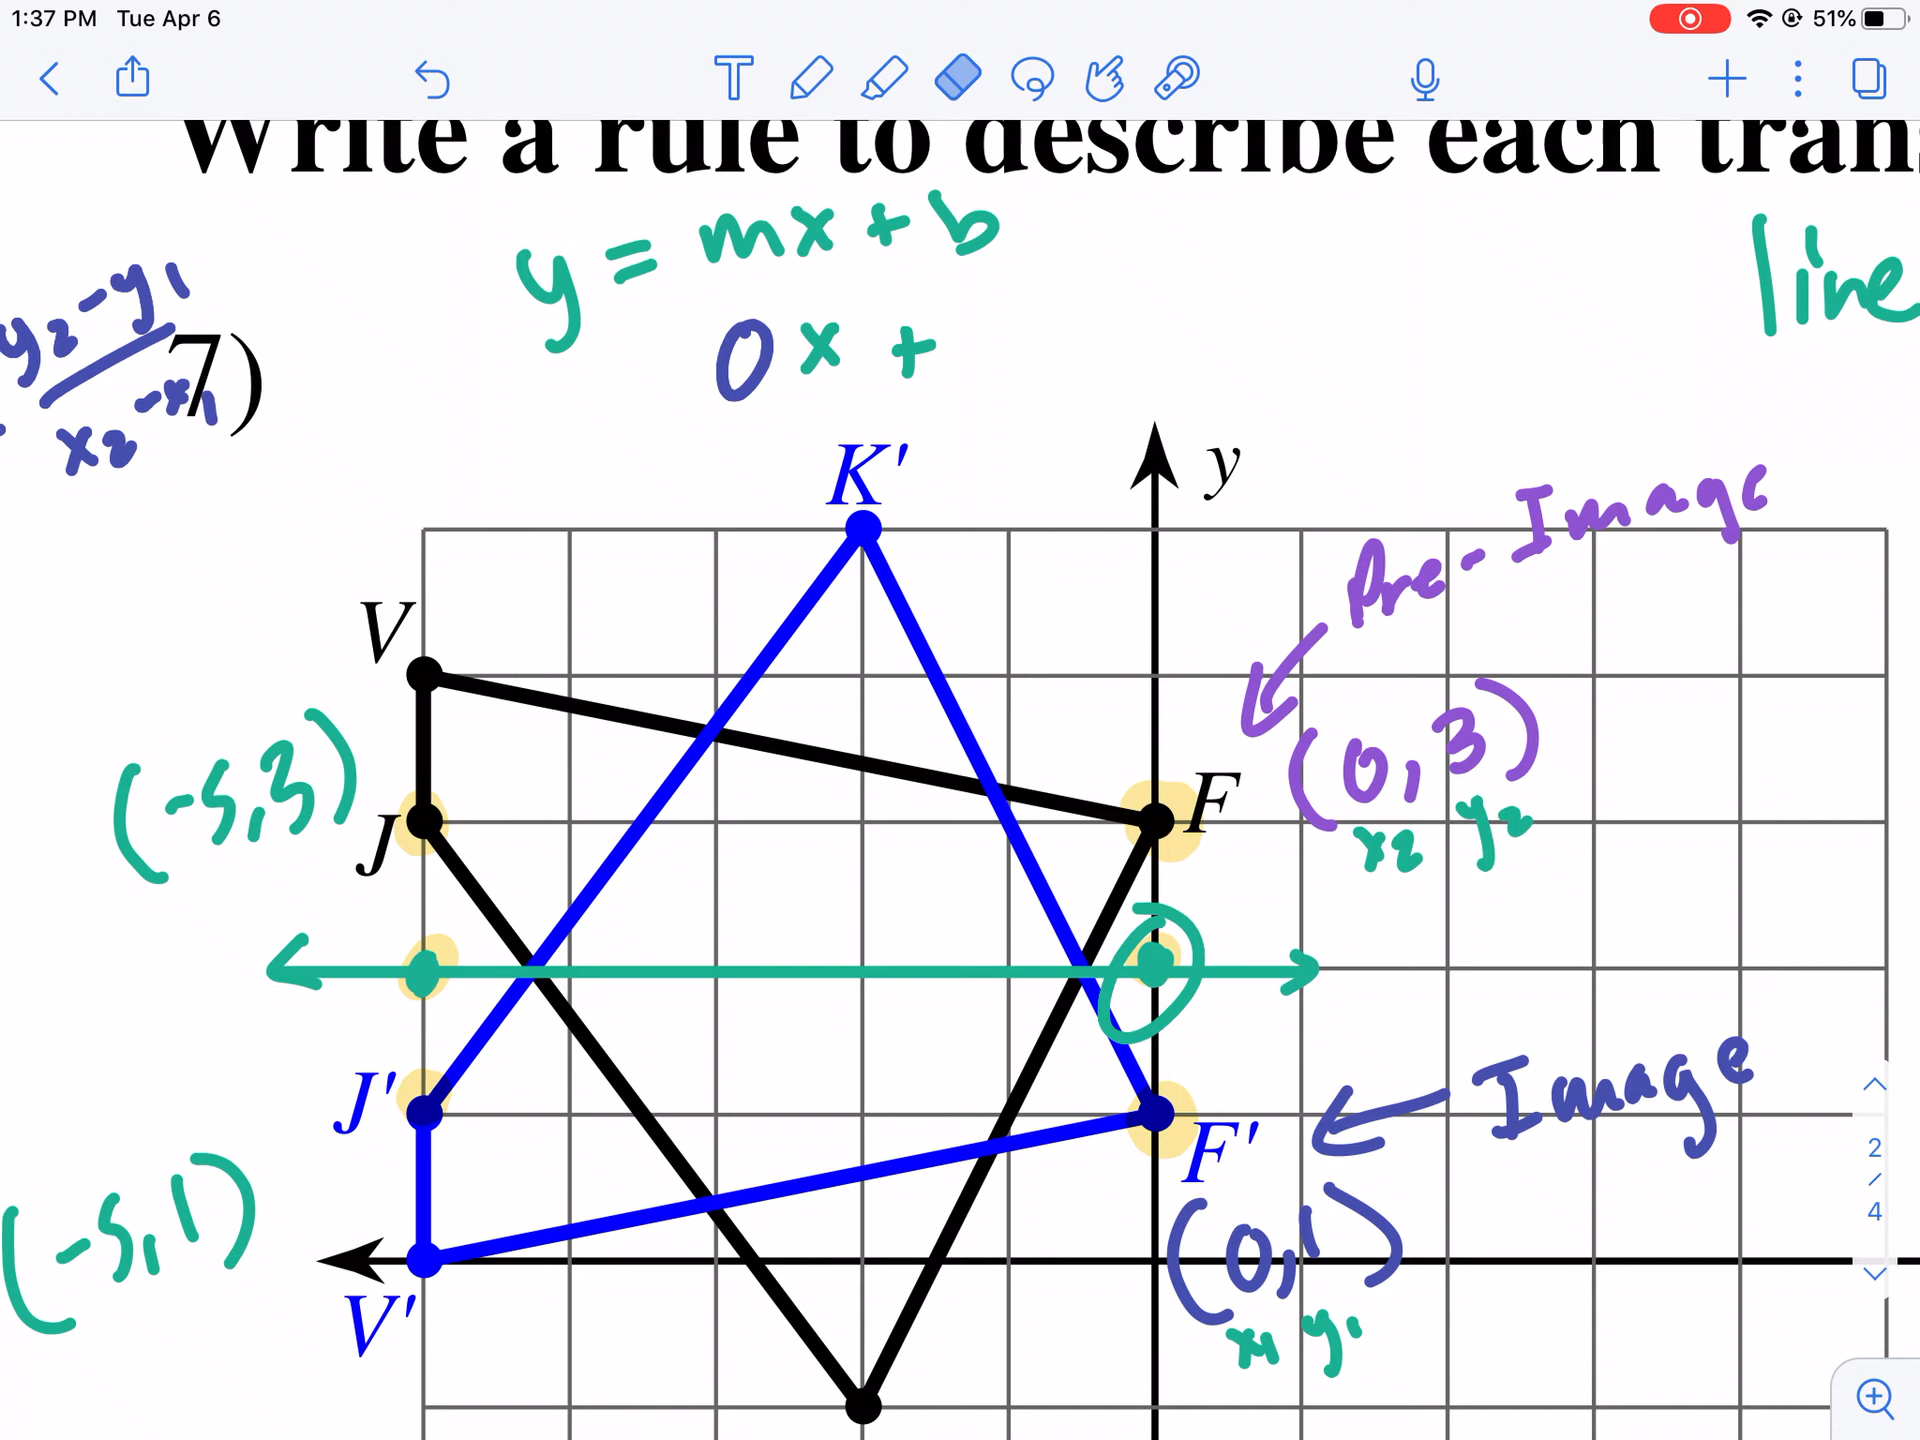 1:37 PM Tue Apr 6
51%
Write a rule to describe each tran
y = mx + b
line
y2 - y1
x2 - x1
7)
0x +
K'
y
Pre-Image
V
(-5,3)
(0,3)
x2 y2
J
F
J'
Image
F'
(-5,1)
(0,1)
x1 y1
V'
2
/
4